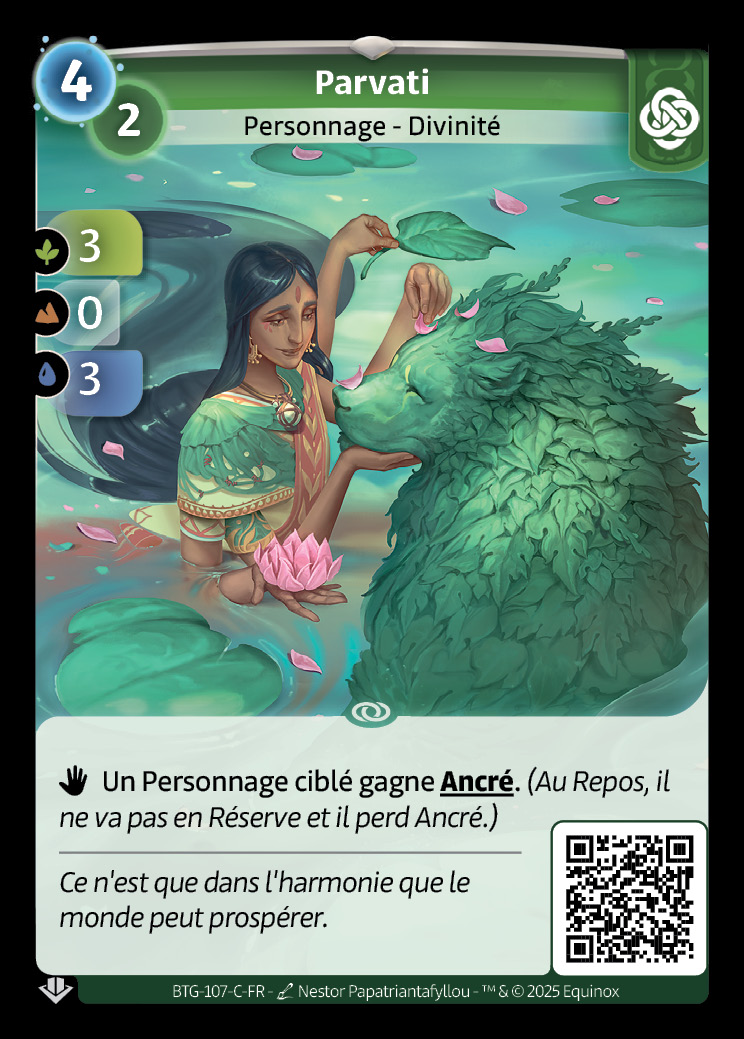 4
Parvati
2
Personnage - Divinité
3
0
3
Un Personnage ciblé gagne Ancré. (Au Repos, il
ne va pas en Réserve et il perd Ancré.)
Ce n'est que dans l'harmonie que le
monde peut prospérer.
BTG-107-C-FR - Nestor Papatriantafyllou - ™ & © 2025 Equinox